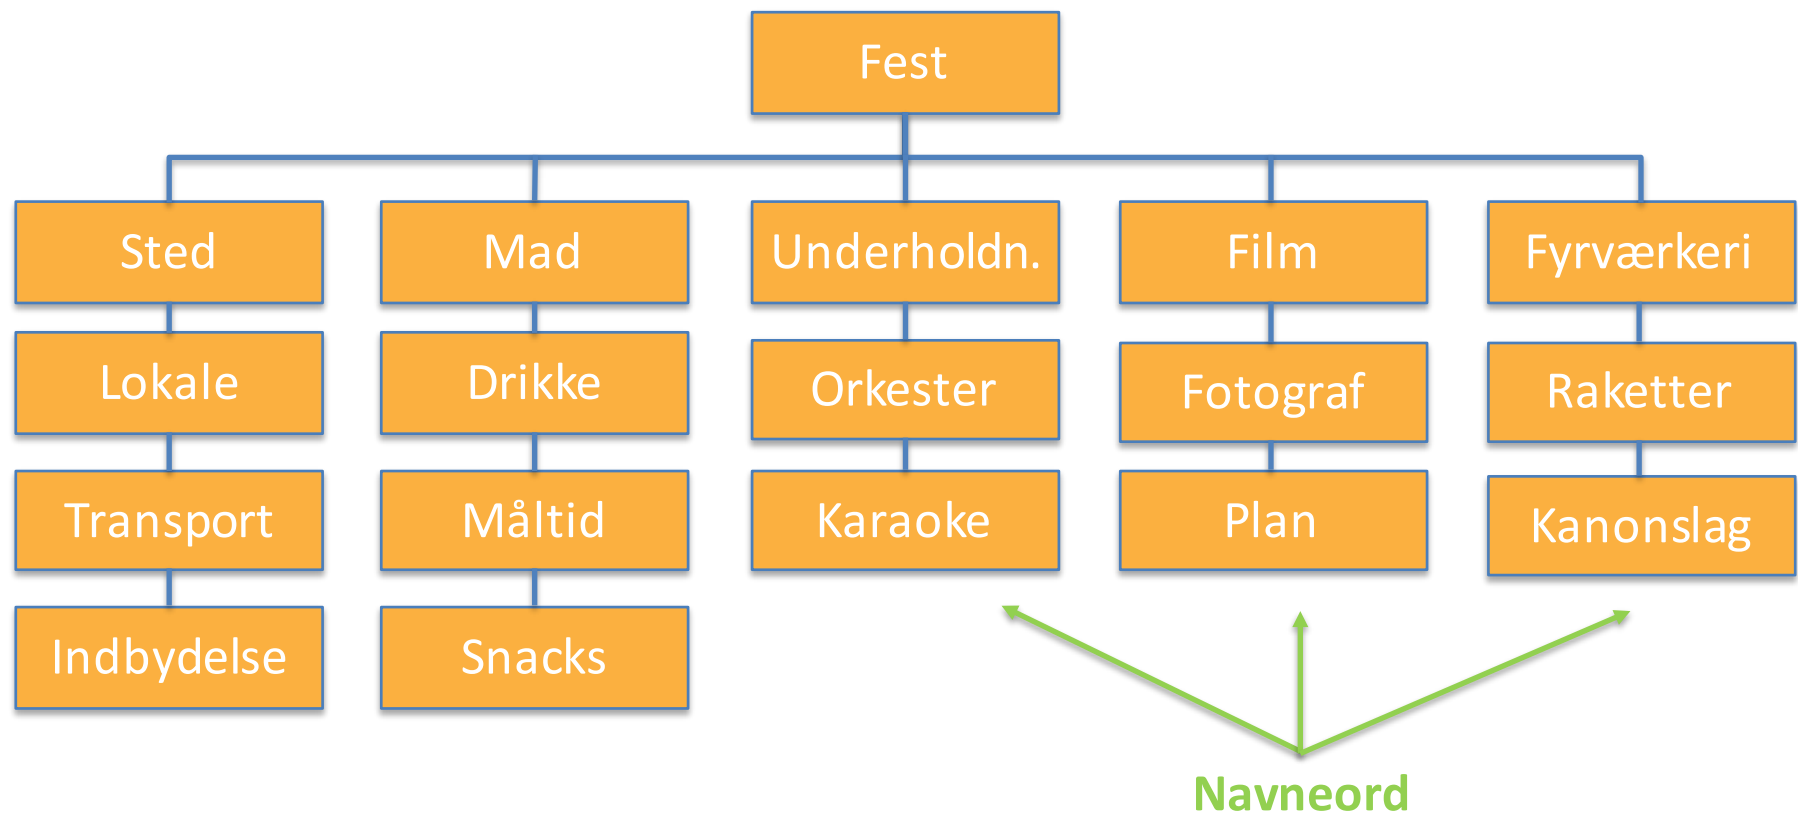 Fest
Sted
Mad
Underholdn.
Film
Fyrværkeri
Lokale
Drikke
Orkester
Fotograf
Raketter
Transport
Måltid
Karaoke
Plan
Kanonslag
Indbydelse
Snacks
Navneord